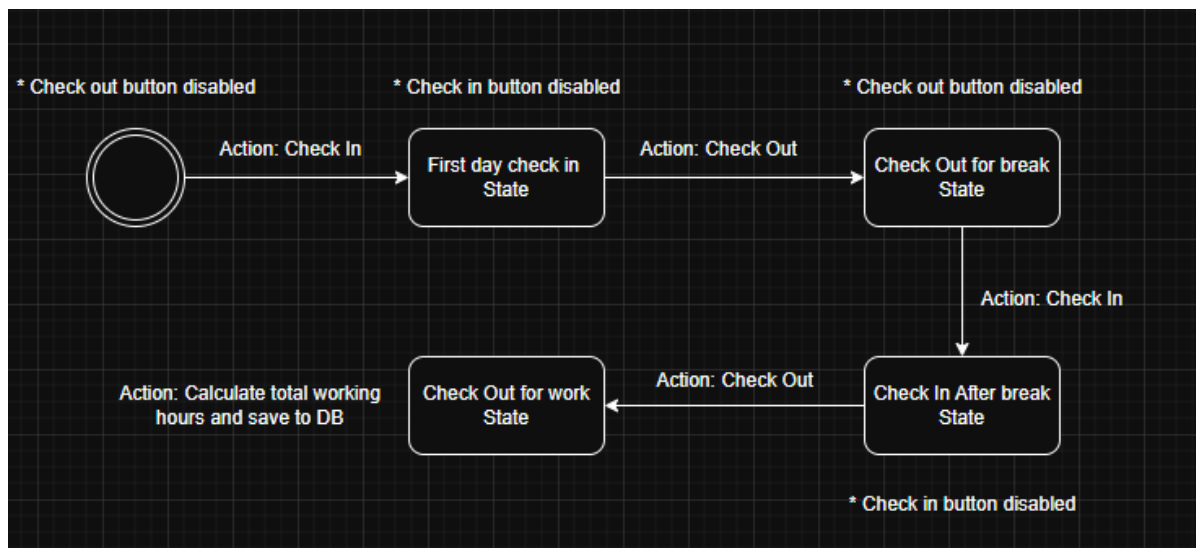 * Check out button disabled
* Check in button disabled
* Check out button disabled
Action: Check In
First day check in
State
Action: Check Out
Check Out for break
State
Action: Check In
Check In After break
State
* Check in button disabled
Action: Check Out
Check Out for work
State
Action: Calculate total working
hours and save to DB